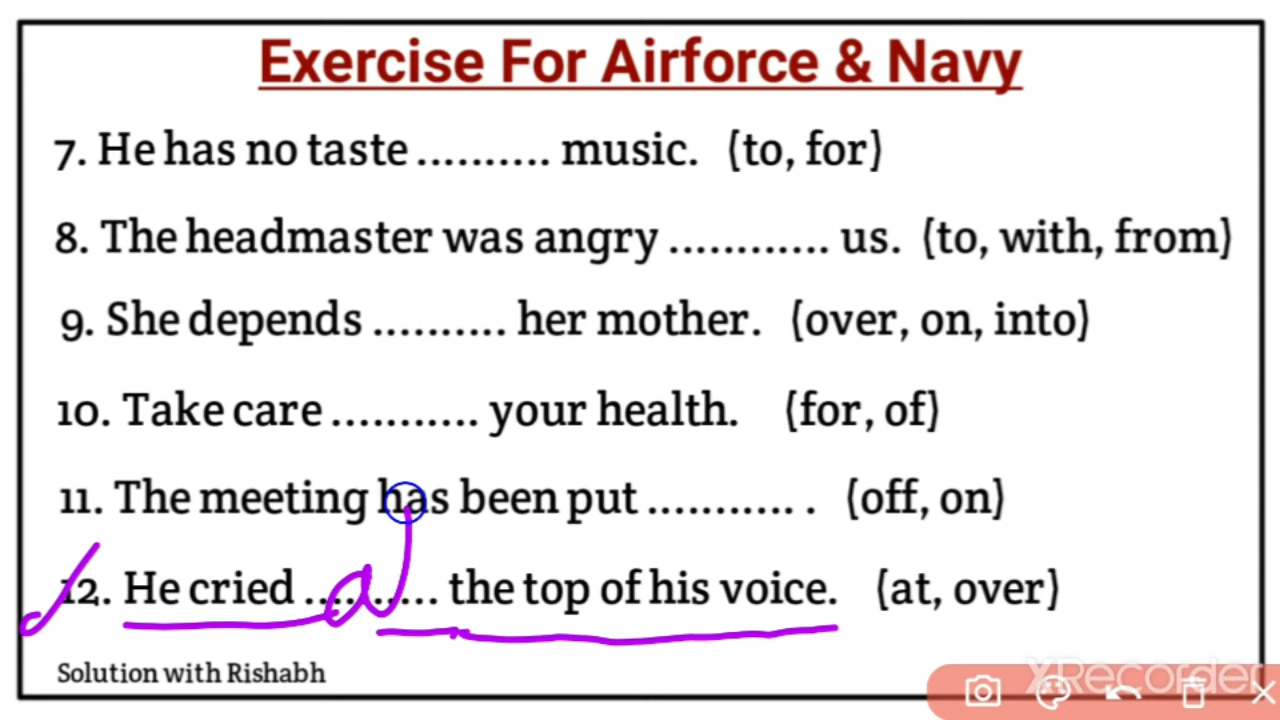 Exercise For Airforce & Navy
7. He has no taste .......... music. (to, for)
8. The headmaster was angry ............ us. (to, with, from)
9. She depends .......... her mother. (over, on, into)
10. Take care ........... your health. (for, of)
11. The meeting has been put ........... . (off, on)
12. He cried .......... the top of his voice. (at, over)
Solution with Rishabh
XRecorder